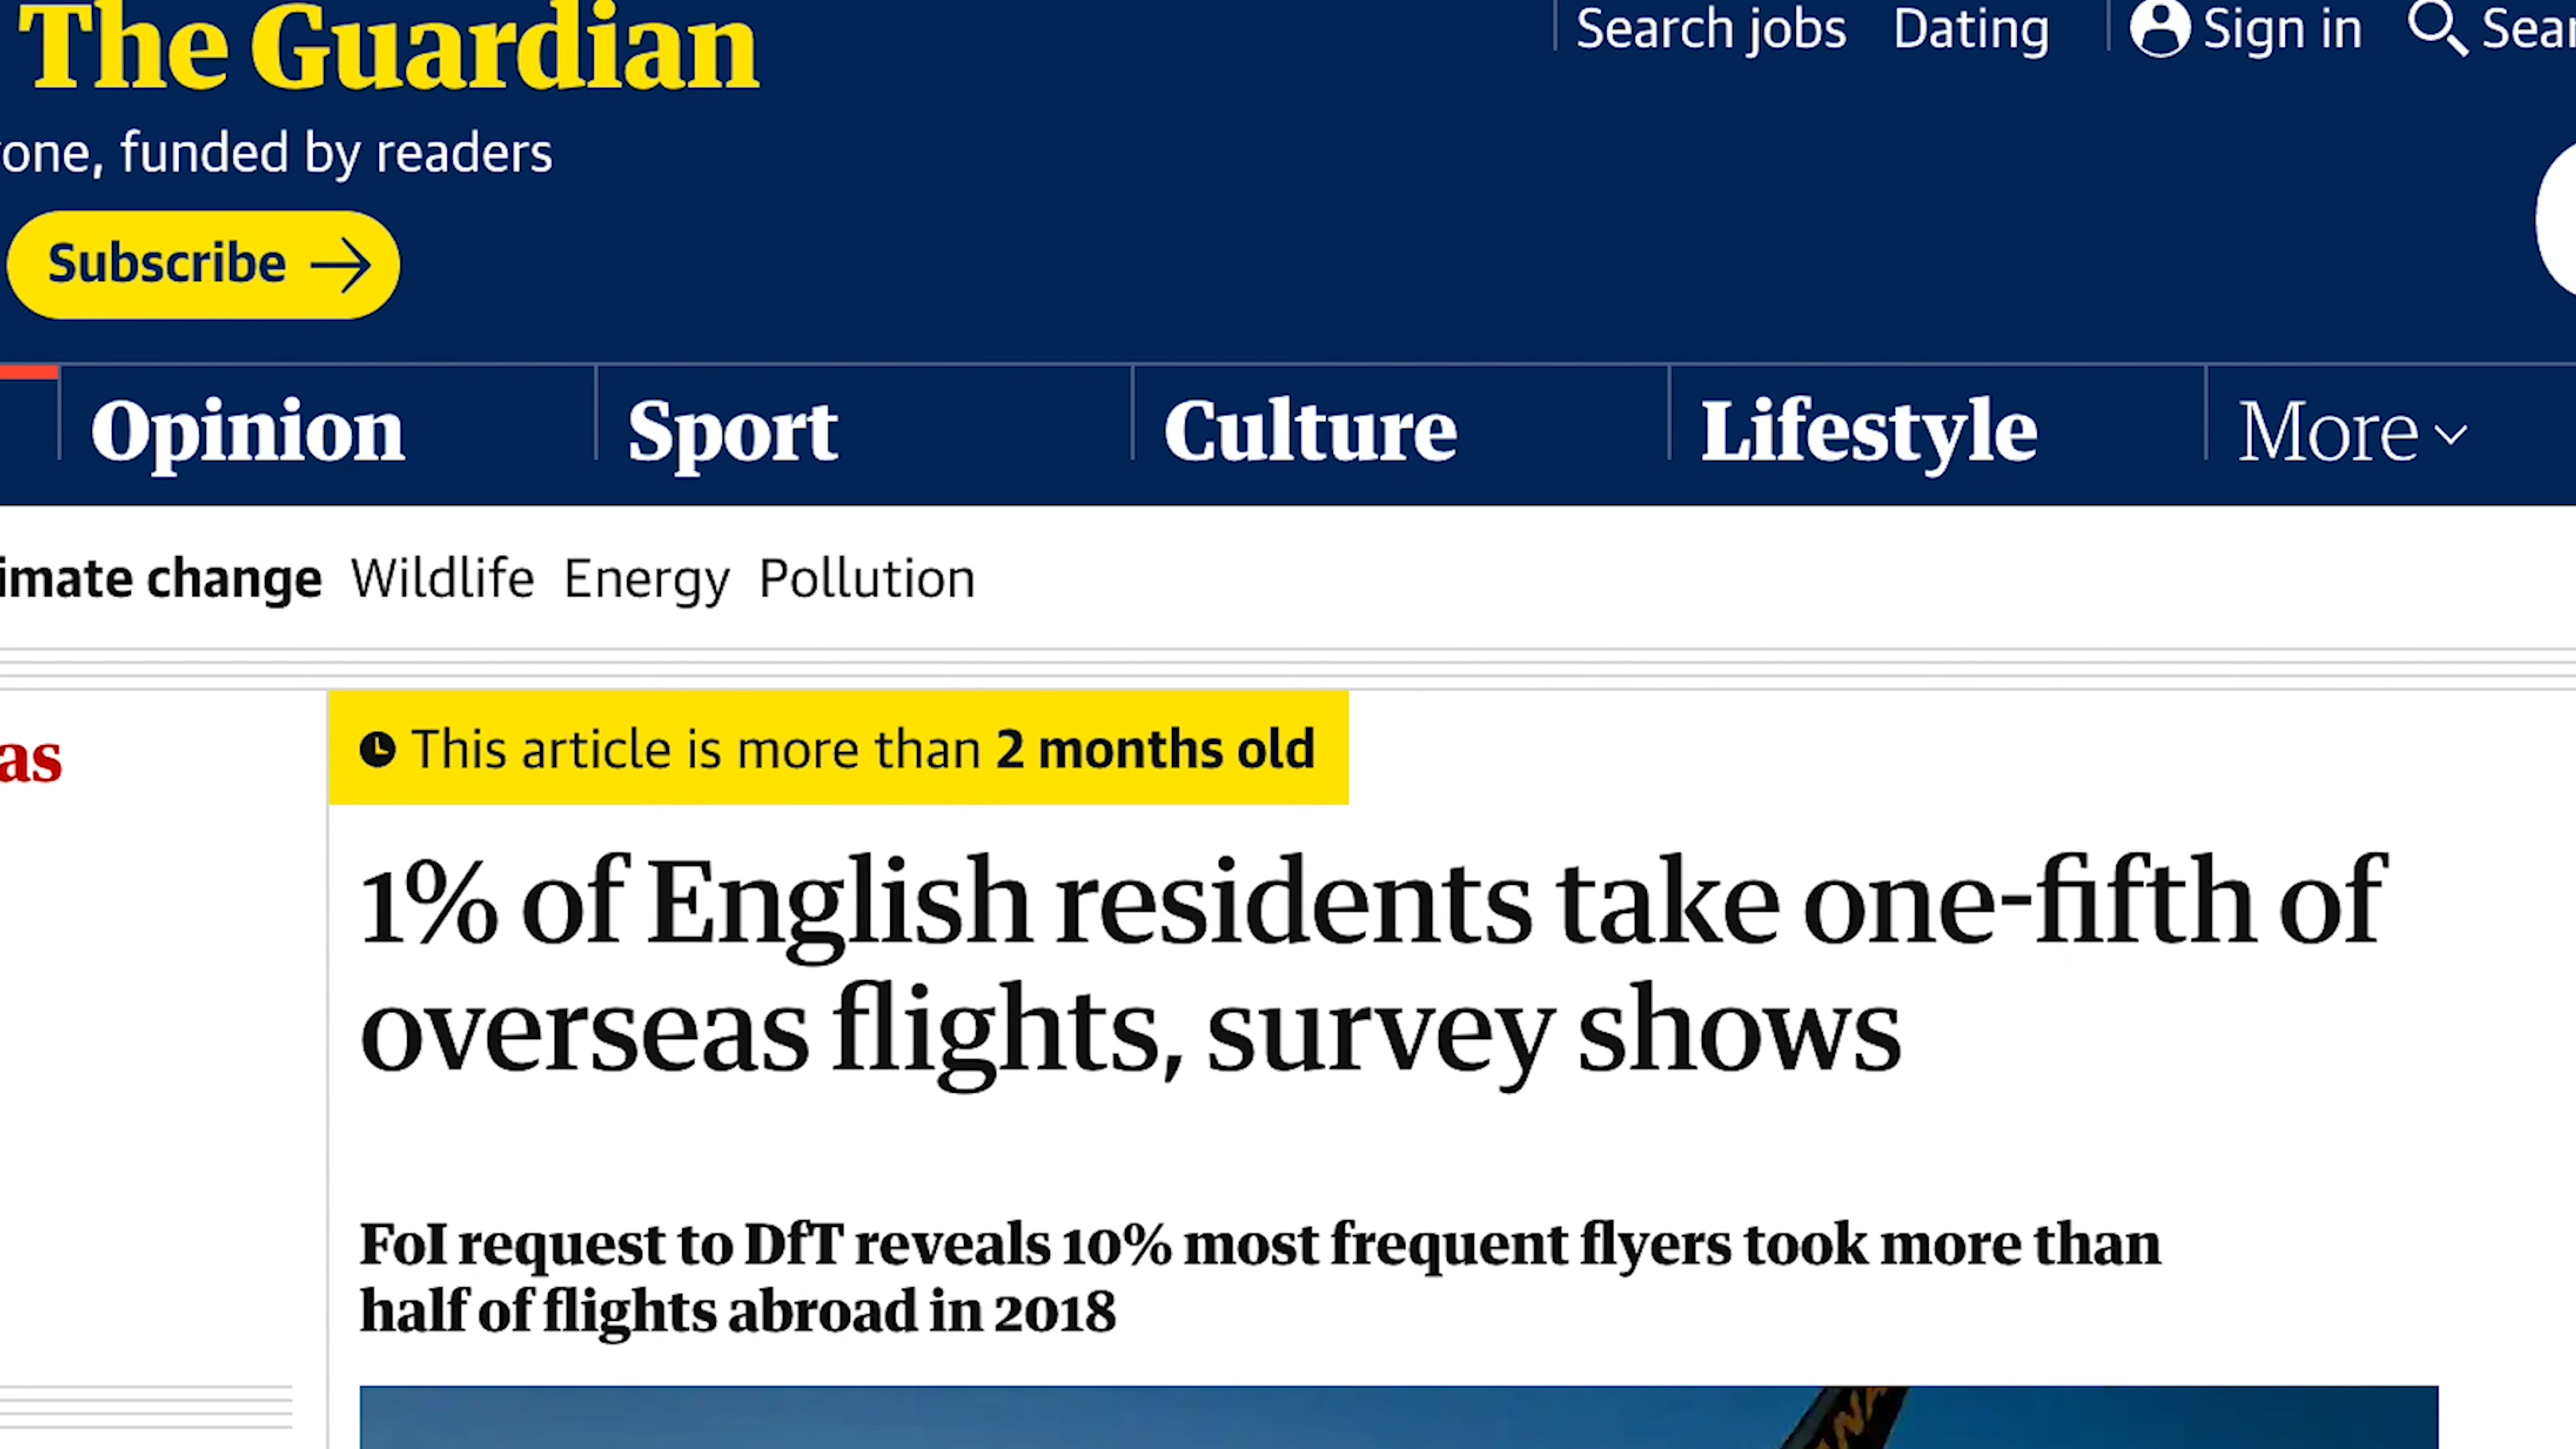 The Guardian
Search jobs Dating Sign in
funded by readers
Subscribe
Opinion Sport Culture Lifestyle More
change Wildlife Energy Pollution
This article is more than 2 months old
1% of English residents take one-fifth of
overseas flights, survey shows
FoI request to DfT reveals 10% most frequent flyers took more than
half of flights abroad in 2018